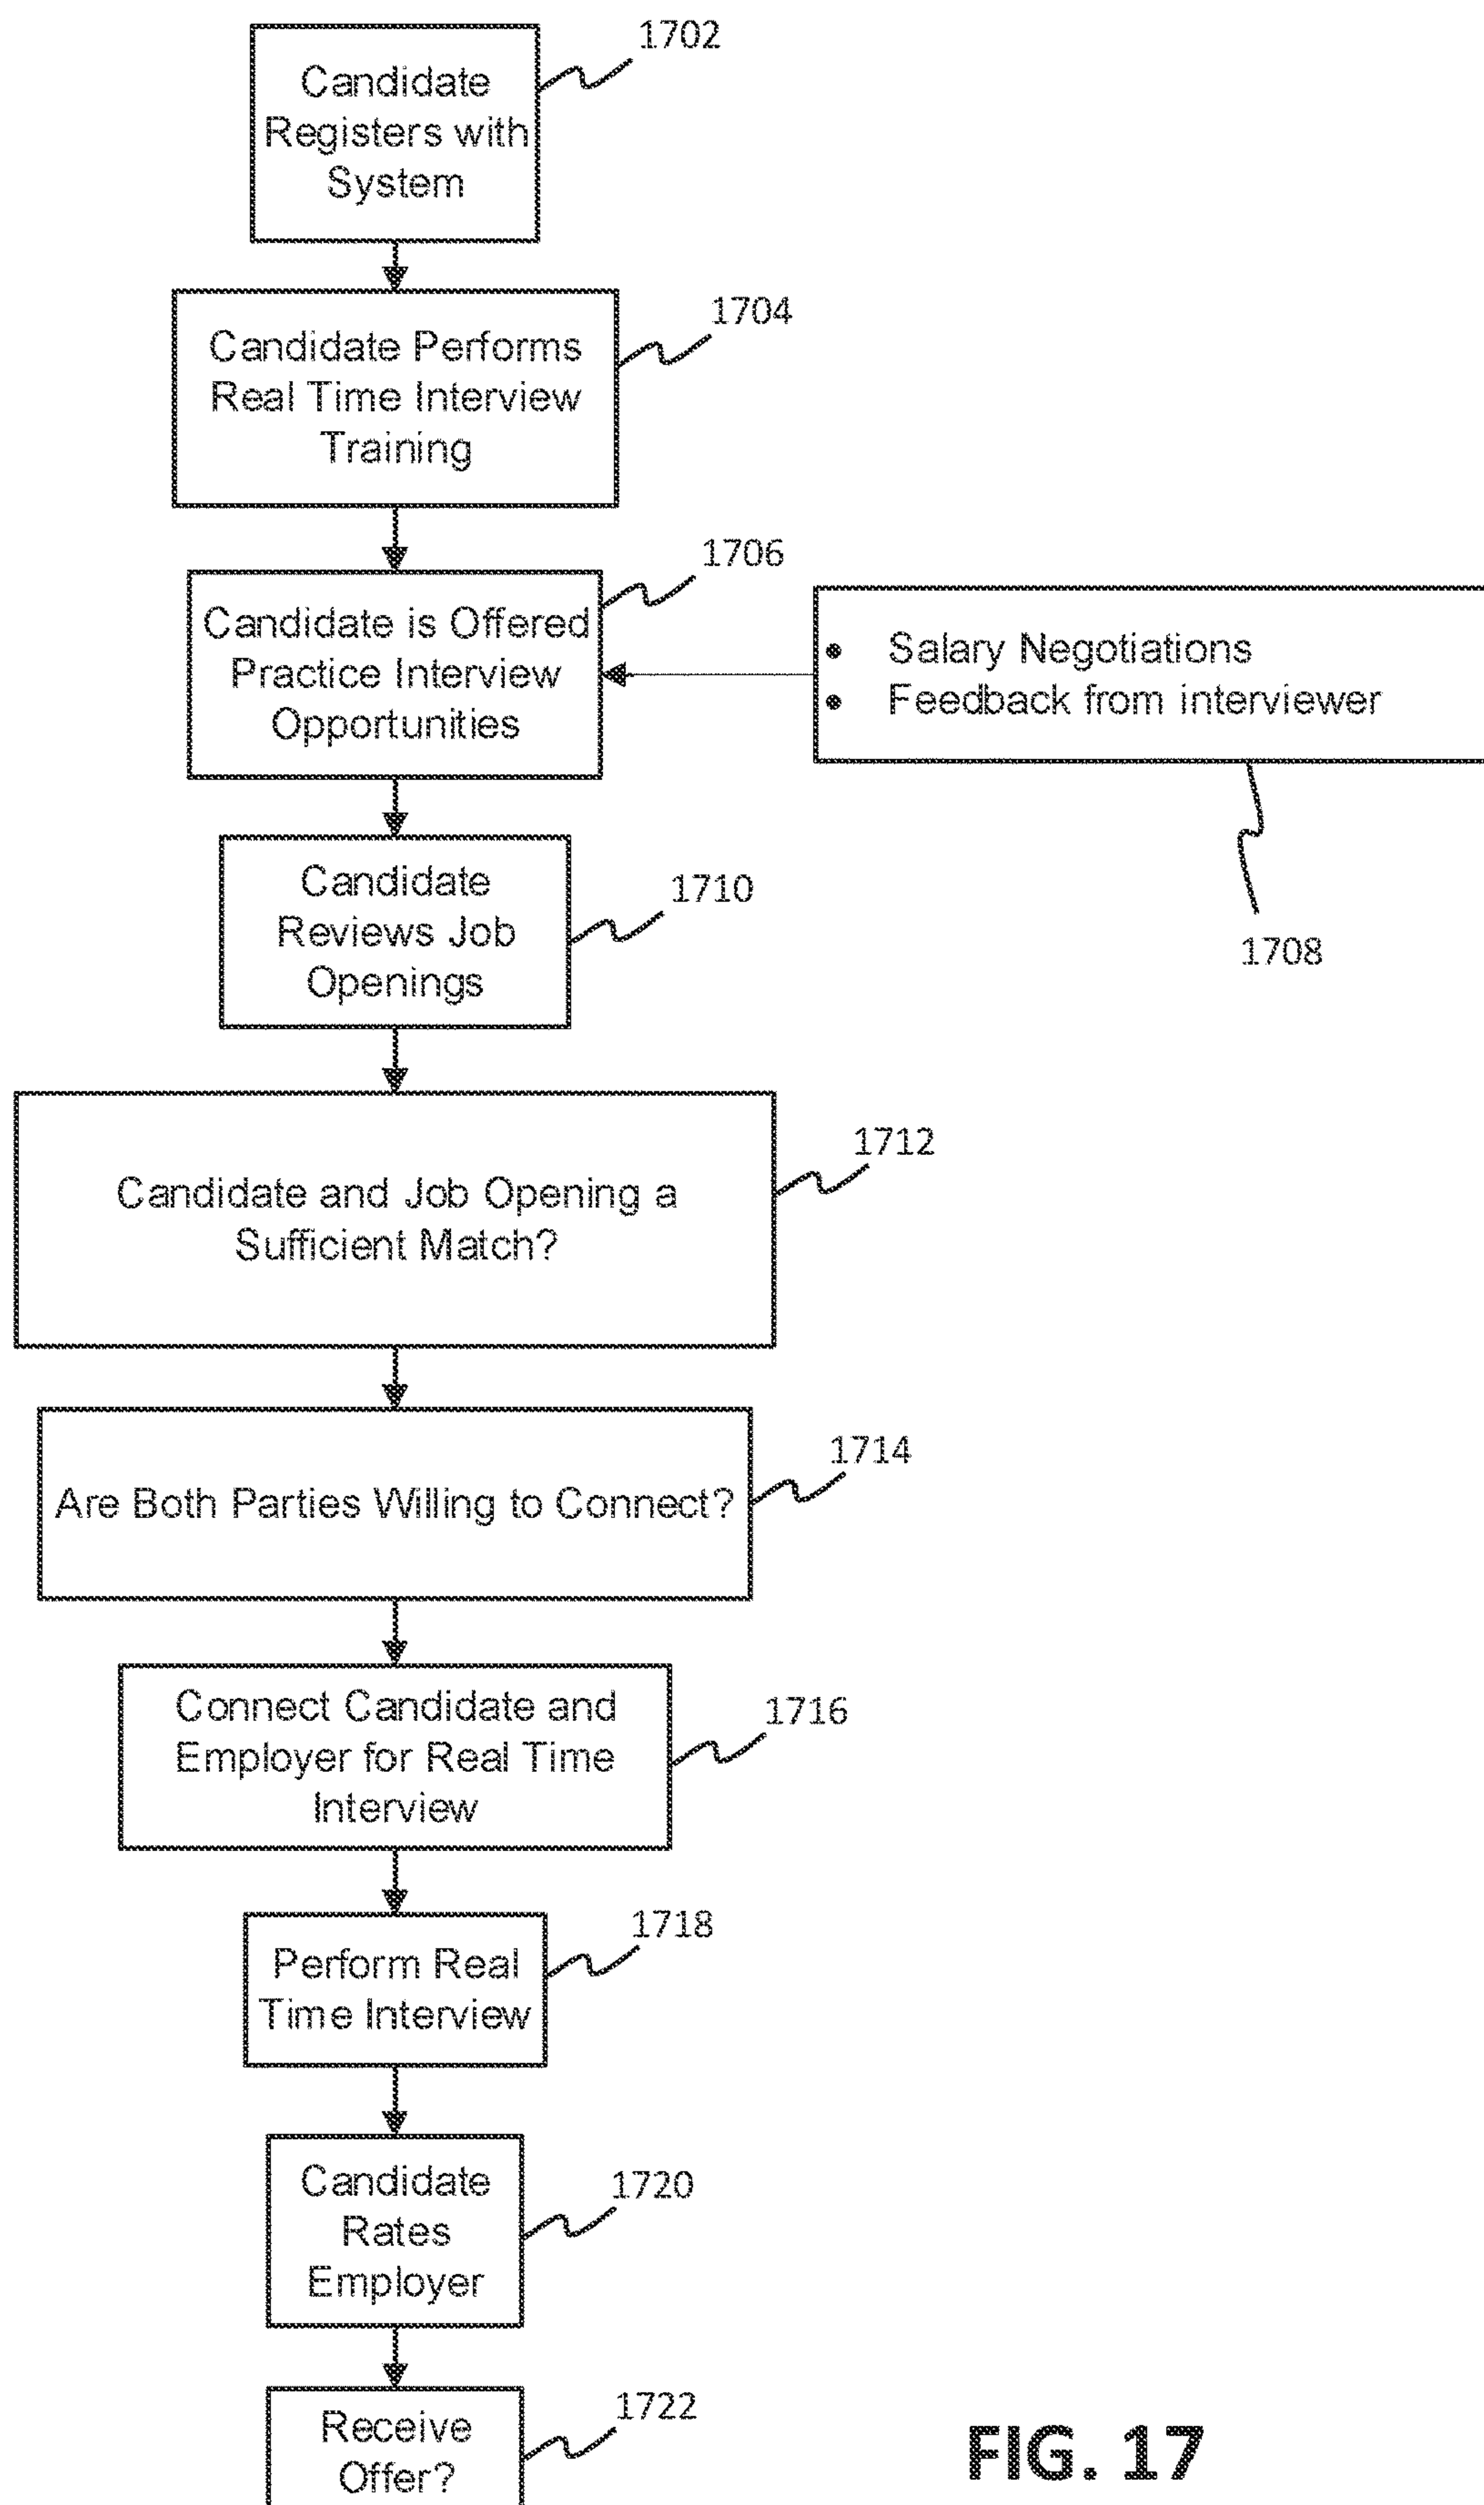 1702
Candidate
Registers with
System
1704
Candidate Performs
Real Time Interview
Training
1706
Candidate is Offered
Practice Interview
Opportunities
• Salary Negotiations
• Feedback from interviewer
1708
Candidate
Reviews Job
Openings
1710
Candidate and Job Opening a
Sufficient Match?
1712
Are Both Parties Willing to Connect?
1714
Connect Candidate and
Employer for Real Time
Interview
1716
Perform Real
Time Interview
1718
Candidate
Rates
Employer
1720
Receive
Offer?
1722
FIG. 17